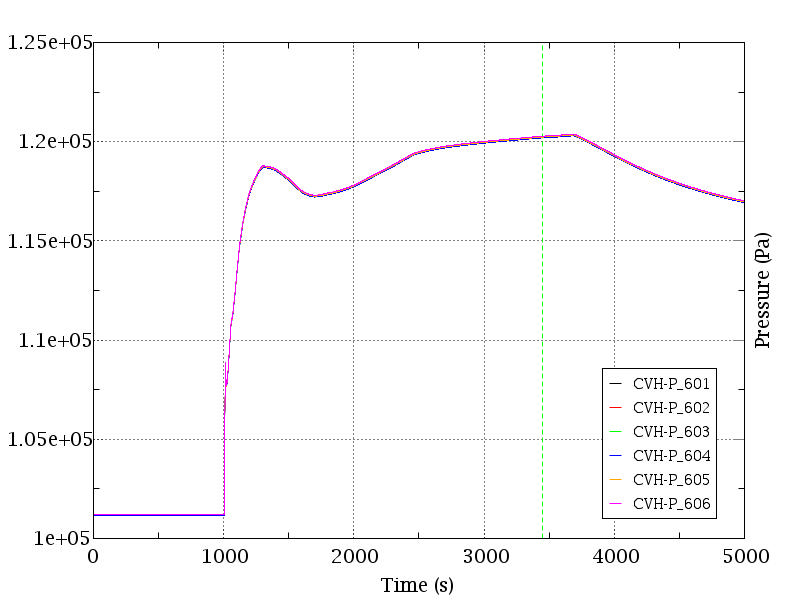 1.25e+05
1.2e+05
1.15e+05
1.1e+05
1.05e+05
1e+05
0
1000
2000
3000
4000
5000
Time (s)
Pressure (Pa)
CVH-P_601
CVH-P_602
CVH-P_603
CVH-P_604
CVH-P_605
CVH-P_606